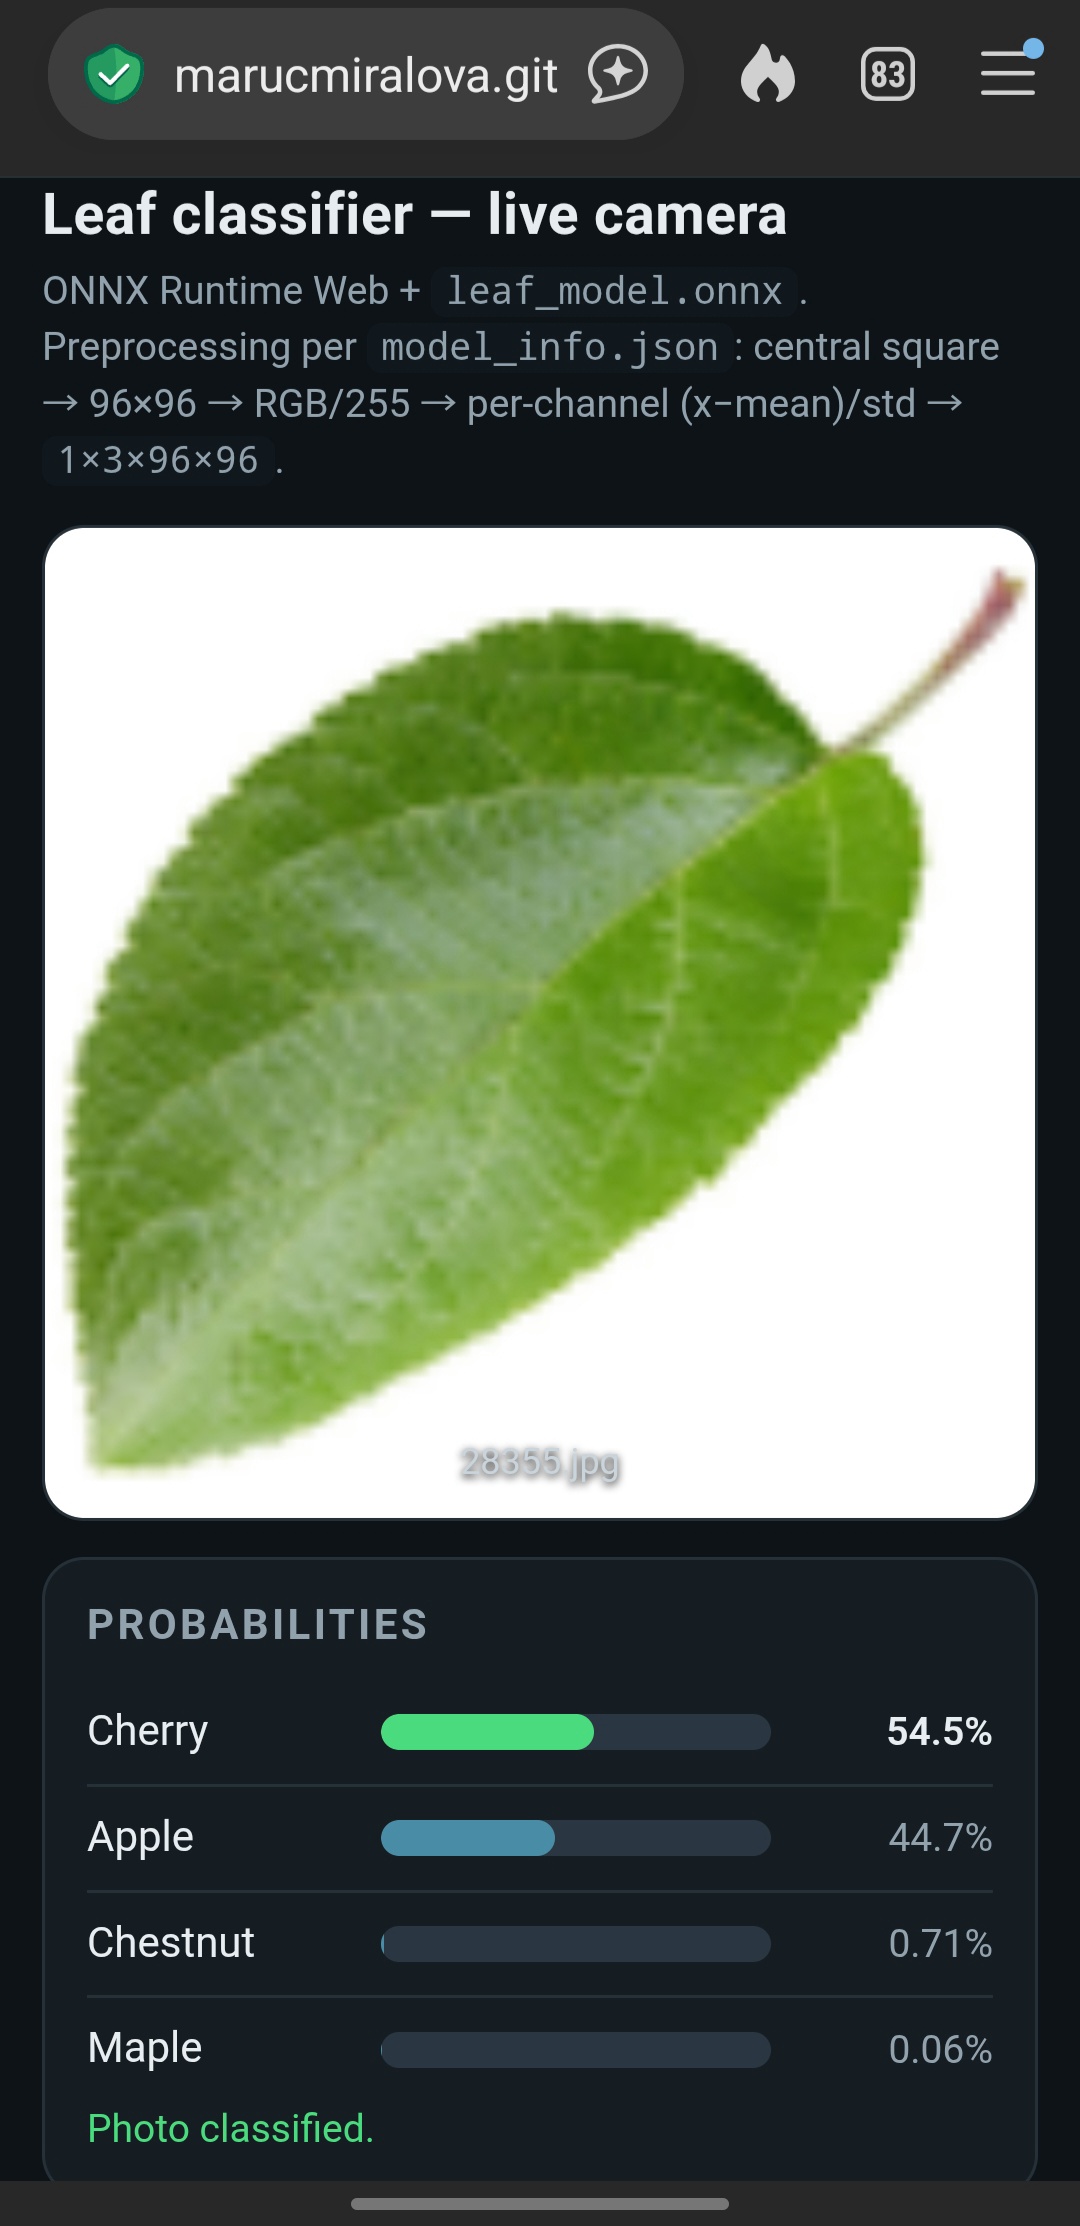 marucmiralova.git
83
Leaf classifier — live camera
ONNX Runtime Web + leaf_model.onnx .
Preprocessing per model_info.json : central square
→ 96×96 → RGB/255 → per-channel (x−mean)/std →
1×3×96×96 .
28355.jpg
PROBABILITIES
Cherry 54.5%
Apple 44.7%
Chestnut 0.71%
Maple 0.06%
Photo classified.